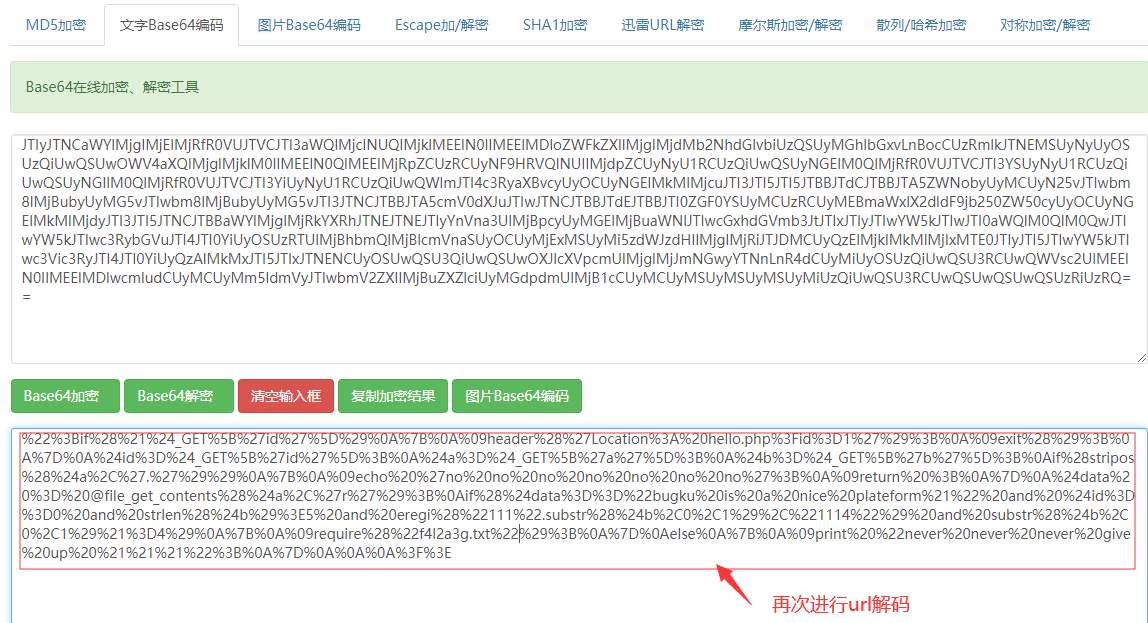 MD5加密 文字Base64编码 图片Base64编码 Escape加/解密 SHA1加密 迅雷URL解密 摩尔斯加密/解密 散列/哈希加密 对称加密/解密
Base64在线加密、解密工具
JTIyJTNCaWYlMjglMjElMjRfR0VUJTVCJTI3aWQlMjclNUQlMjklMEElN0IlMEElMDloZWFkZXIlMjglMjdMb2NhdGlvbiUzQSUyMGhlbGxvLnBocCUzRmlkJTNEMSUyNyUyOS
UzQiUwQSUwOWV4aXQlMjglMjklM0IlMEElN0QlMEElMjRpZCUzRCUyNF9HRVQlNUIlMjdpZCUyNyU1RCUzQiUwQSUyNGElM0QlMjRfR0VUJTVCJTI3YSUyNyU1RCUzQi
UwQSUyNGIlM0QlMjRfR0VUJTVCJTI3YiUyNyU1RCUzQiUwQWlmJTI4c3RyaXBvcyUyOCUyNGElMkMlMjcuJTI3JTI5JTI5JTBBJTdCJTBBJTA5ZWNobyUyMCUyN25vJTIwbm
8lMjBubyUyMG5vJTIwbm8lMjBubyUyMG5vJTI3JTNCJTBBJTA5cmV0dXJuJTIwJTNCJTBBJTdEJTBBJTI0ZGF0YSUyMCUzRCUyMEBmaWxlX2dldF9jb250ZW50cyUyOCUyNG
ElMkMlMjdyJTI3JTI5JTNCJTBBaWYlMjglMjRkYXRhJTNEJTNEJTIyYnVna3UlMjBpcyUyMGElMjBuaWNlJTIwcGxhdGVmb3JtJTIxJTIyJTIwYW5kJTIwJTI0aWQlM0QlM0QwJTI
wYW5kJTIwc3RybGVuJTI4JTI0YiUyOSUzRTUlMjBhbmQlMjBlcmVnaSUyOCUyMjExMSUyMi5zdWJzdHIlMjglMjRiJTJDMCUyQzElMjklMkMlMjIxMTE0JTIyJTI5JTIwYW5kJTI
wc3Vic3RyJTI4JTI0YiUyQzAlMkMxJTI5JTIxJTNENCUyOSUwQSU3QiUwQSUwOXJlcXVpcmUlMjglMjJmNGwyYTNnLnR4dCUyMiUyOSUzQiUwQSU3RCUwQWVsc2UlMEEl
N0IlMEElMDlwcmludCUyMCUyMm5ldmVyJTIwbmV2ZXIlMjBuZXZlciUyMGdpdmUlMjB1cCUyMCUyMSUyMSUyMSUyMiUzQiUwQSU3RCUwQSUwQSUwQSUzRiUzRQ=
=
Base64加密 Base64解密 清空输入框 复制加密结果 图片Base64编码
%22%3Bif%28%21%24_GET%5B%27id%27%5D%29%0A%7B%0A%09header%28%27Location%3A%20hello.php%3Fid%3D1%27%29%3B%0A%09exit%28%29%3B%0
A%7D%0A%24id%3D%24_GET%5B%27id%27%5D%3B%0A%24a%3D%24_GET%5B%27a%27%5D%3B%0A%24b%3D%24_GET%5B%27b%27%5D%3B%0Aif%28stripos
%28%24a%2C%27.%27%29%29%0A%7B%0A%09echo%20%27no%20no%20no%20no%20no%20no%20no%27%3B%0A%09return%20%3B%0A%7D%0A%24data%2
0%3D%20@file_get_contents%28%24a%2C%27r%27%29%3B%0Aif%28%24data%3D%3D%22bugku%20is%20a%20nice%20plateform%21%22%20and%20%24id%3D%
3D0%20and%20strlen%28%24b%29%3E5%20and%20eregi%28%22111%22.substr%28%24b%2C0%2C1%29%2C%221114%22%29%20and%20substr%28%24b%2C
0%2C1%29%21%3D4%29%0A%7B%0A%09require%28%22f4l2a3g.txt%22%29%3B%0A%7D%0Aelse%0A%7B%0A%09print%20%22never%20never%20never%20give
%20up%20%21%21%21%22%3B%0A%7D%0A%0A%0A%3F%3E
再次进行url解码